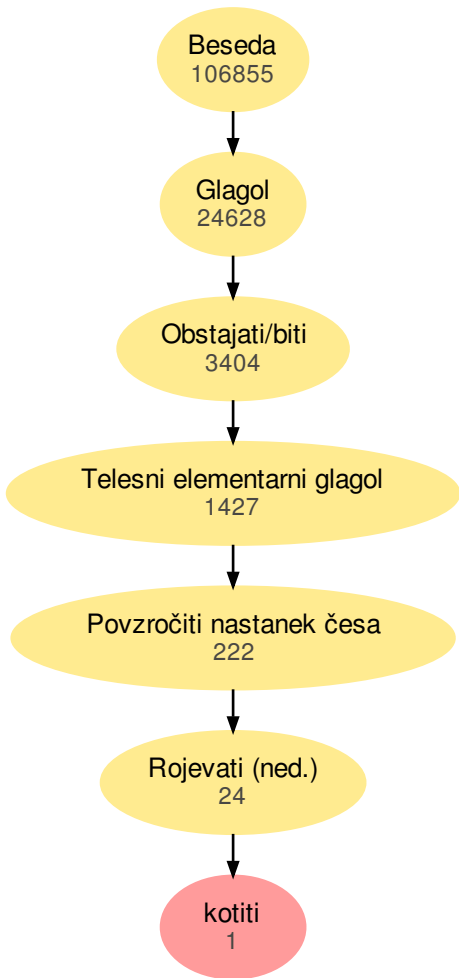 Beseda
106855
Glagol
24628
Obstajati/biti
3404
Telesni elementarni glagol
1427
Povzročiti nastanek česa
222
Rojevati (ned.)
24
kotiti
1